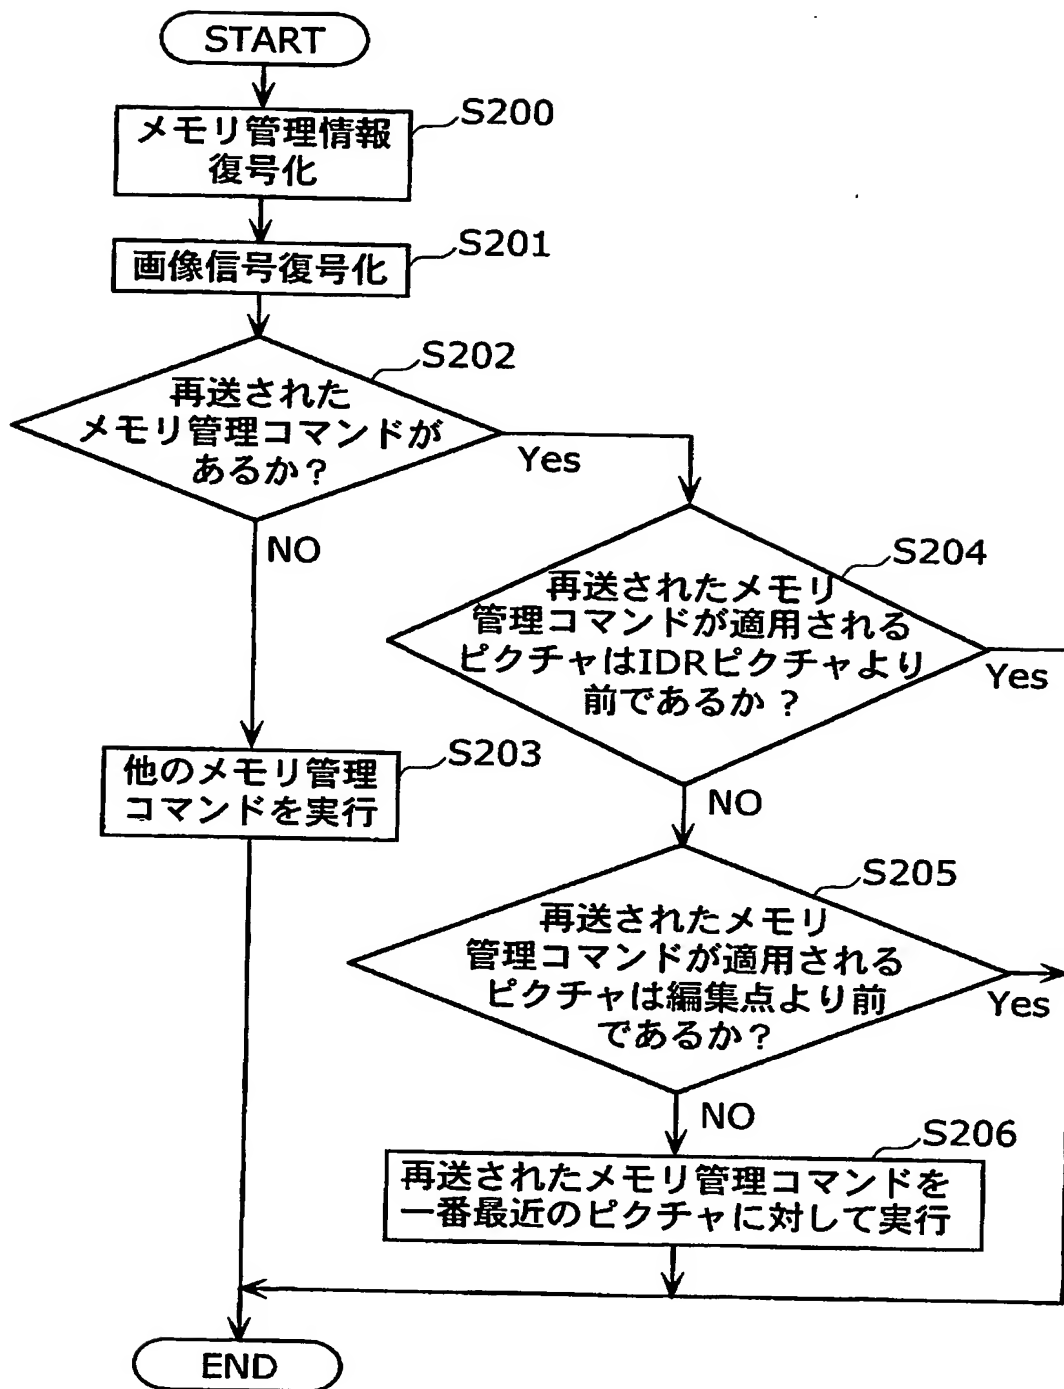 START
S200
メモリ管理情報
復号化
S201
画像信号復号化
S202
再送された
メモリ管理コマンドが
あるか？
Yes
NO
S204
再送されたメモリ
管理コマンドが適用される
ピクチャはIDRピクチャより
前であるか？
Yes
NO
S203
他のメモリ管理
コマンドを実行
S205
再送されたメモリ
管理コマンドが適用される
ピクチャは編集点より前
であるか？
Yes
NO
S206
再送されたメモリ管理コマンドを
一番最近のピクチャに対して実行
END